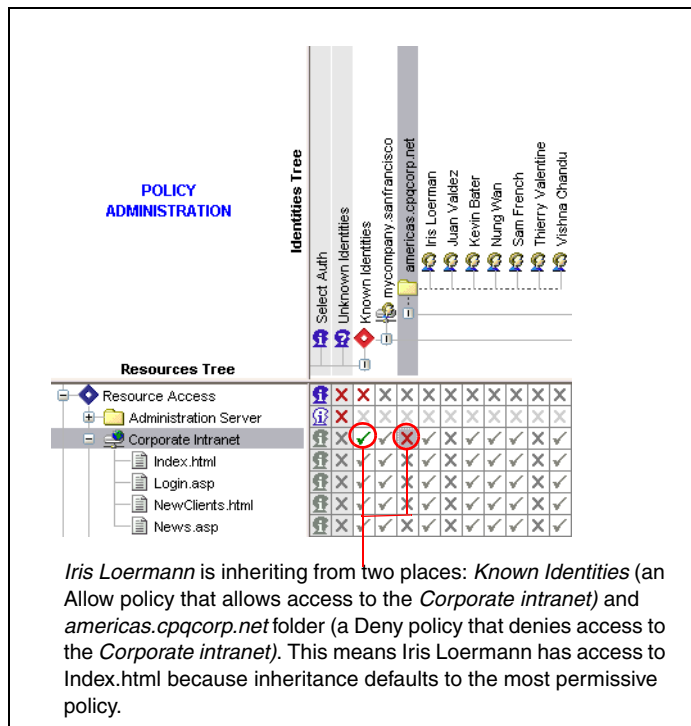 POLICY
ADMINISTRATION
Identities Tree
Select Auth
Unknown Identities
Known Identities
mycompany.sanfrancisco
americas.cpqcorp.net
Iris Loerman
Juan Valdez
Kevin Bater
Nung Wan
Sam French
Thierry Valentine
Vishna Chandu
Resources Tree
Resource Access
Administration Server
Corporate Intranet
Index.html
Login.asp
NewClients.html
News.asp
Iris Loermann is inheriting from two places: Known Identities (an
Allow policy that allows access to the Corporate intranet) and
americas.cpqcorp.net folder (a Deny policy that denies access to
the Corporate intranet). This means Iris Loermann has access to
Index.html because inheritance defaults to the most permissive
policy.